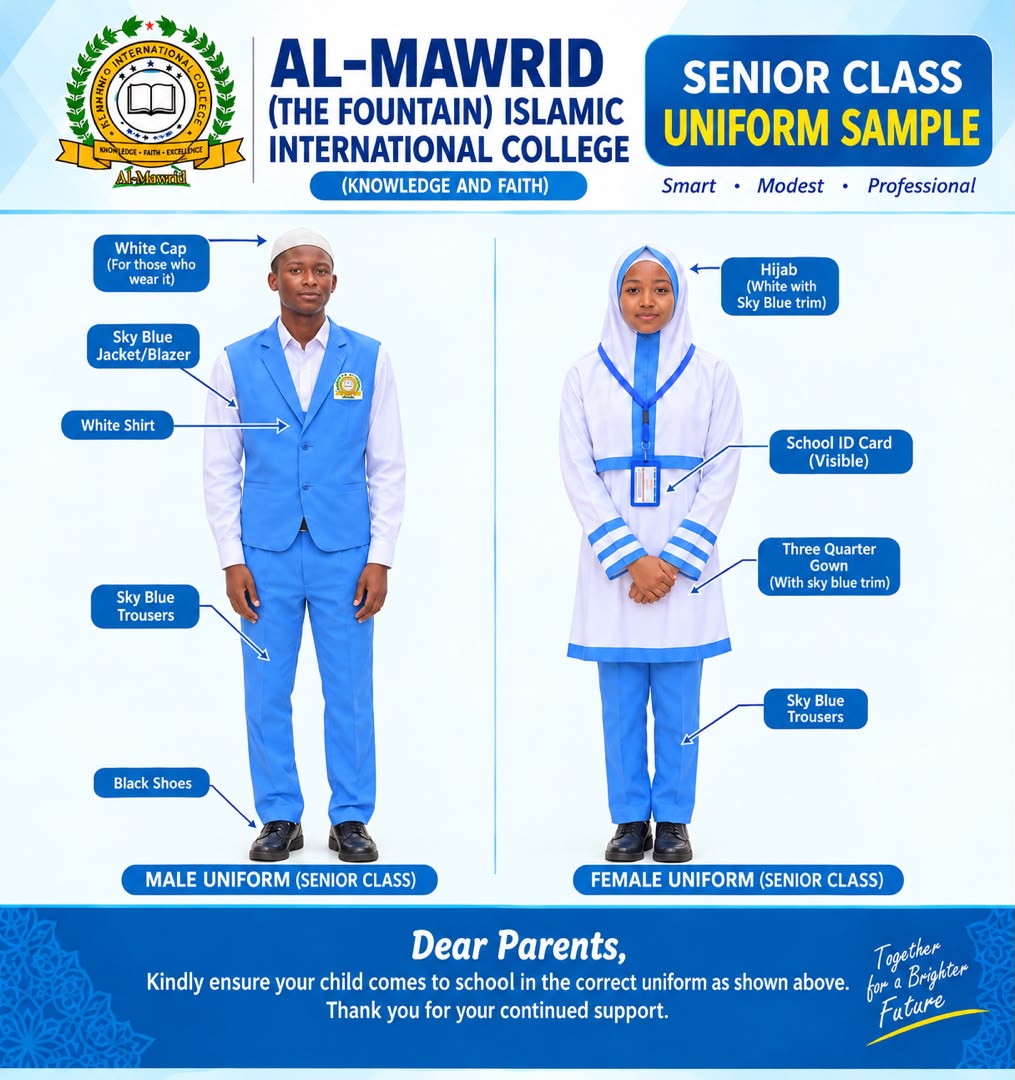 INTERNATIONAL COLLEGE
KNOWLEDGE • FAITH • EXCELLENCE
Al-Mawrid
AL-MAWRID
(THE FOUNTAIN) ISLAMIC
INTERNATIONAL COLLEGE
(KNOWLEDGE AND FAITH)
SENIOR CLASS
UNIFORM SAMPLE
Smart • Modest • Professional
White Cap
(For those who
wear it)
Sky Blue
Jacket/Blazer
White Shirt
Sky Blue
Trousers
Black Shoes
MALE UNIFORM (SENIOR CLASS)
Hijab
(White with
Sky Blue trim)
School ID Card
(Visible)
Three Quarter
Gown
(With sky blue trim)
Sky Blue
Trousers
FEMALE UNIFORM (SENIOR CLASS)
Dear Parents,
Kindly ensure your child comes to school in the correct uniform as shown above.
Thank you for your continued support.
Together
for a Brighter
Future